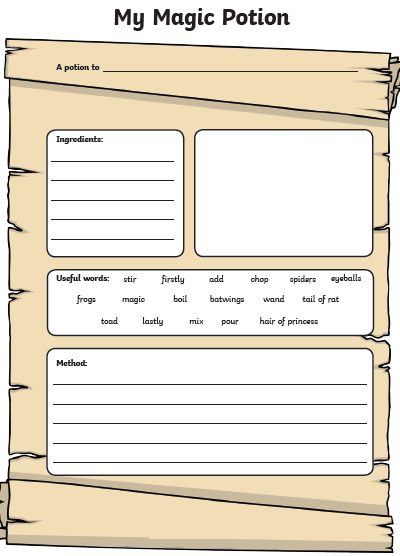 My Magic Potion
A potion to
Ingredients:
Useful words: stir firstly add chop spiders eyeballs
frogs magic boil batwings wand tail of rat
toad lastly mix pour hair of princess
Method: